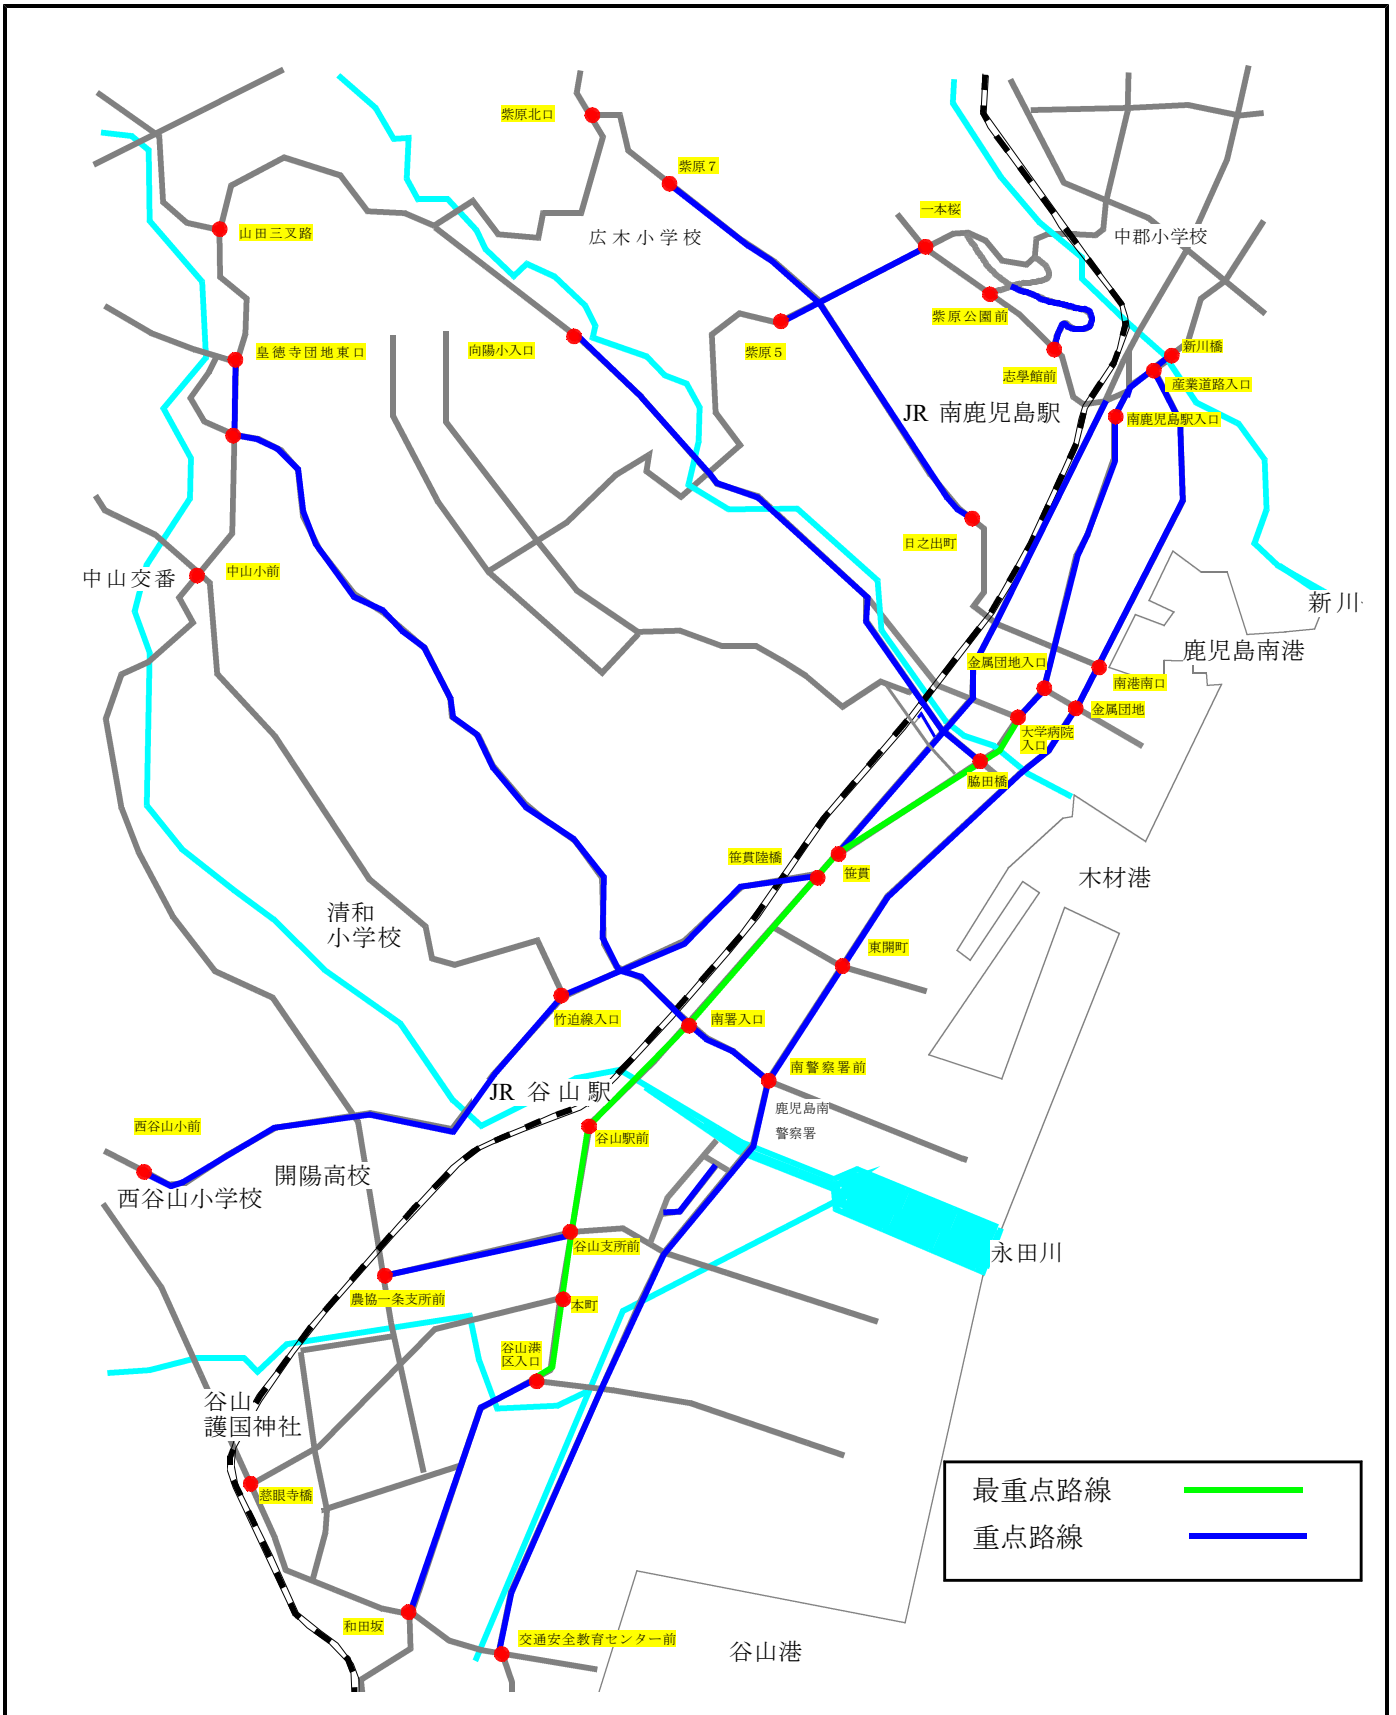 紫原北口
紫原７
一本桜
山田三叉路
広木小学校
中郡小学校
紫原公園前
皇徳寺団地東口
向陽小入口
紫原５
新川橋
志學館前
産業道路入口
JR 南鹿児島駅
南鹿児島駅入口
日之出町
中山交番
中山小前
新川
鹿児島南港
金属団地入口
南港南口
金属団地
大学病院
入口
脇田橋
笹貫陸橋
笹貫
木材港
清和
小学校
東開町
竹迫線入口
南署入口
南警察署前
JR 谷山駅
鹿児島南
警察署
西谷山小前
谷山駅前
開陽高校
西谷山小学校
谷山支所前
永田川
農協一条支所前
本町
谷山港
区入口
谷山
護国神社
慈眼寺橋
最重点路線
重点路線
和田坂
交通安全教育センター前
谷山港